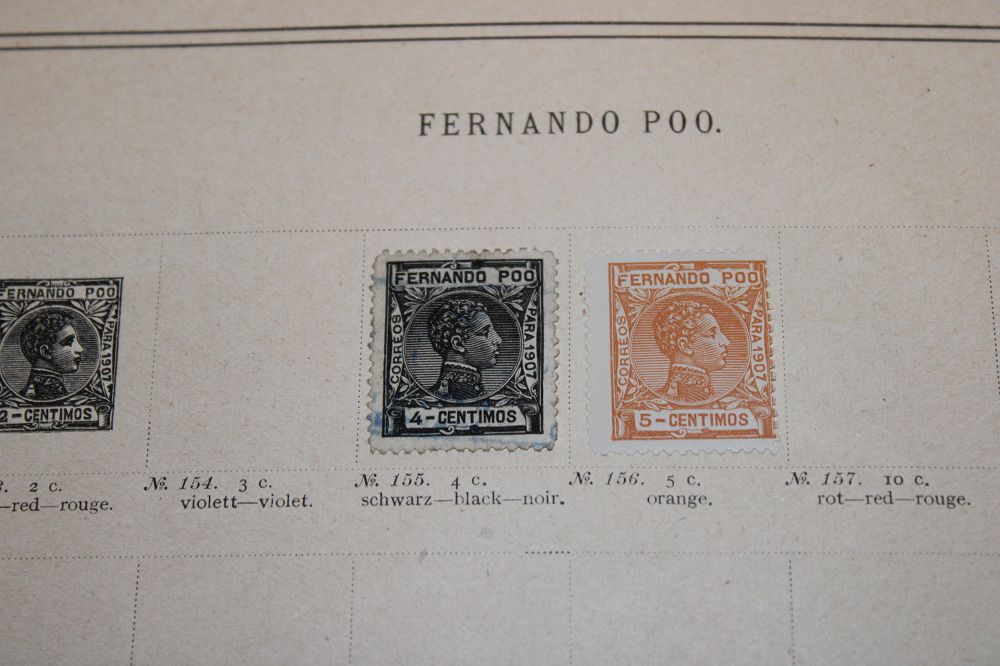 FERNANDO POO.
FERNANDO POO
PARA 1907
2-CENTIMOS
FERNANDO POO
CORREOS
PARA 1907
4-CENTIMOS
FERNANDO POO
CORREOS
PARA 1907
5-CENTIMOS
2 c.
—red—rouge.
№. 154. 3 c.
violett—violet.
№. 155. 4 c.
schwarz—black—noir.
№. 156. 5 c.
orange.
№. 157. 10 c.
rot—red—rouge.